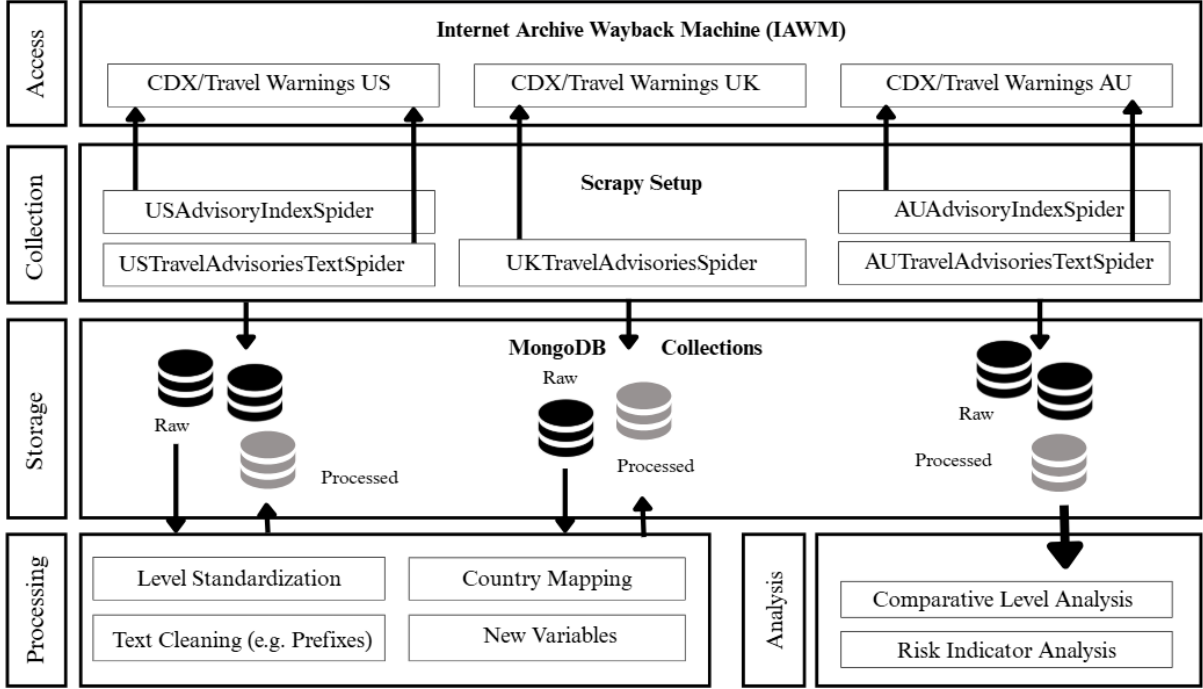 Access
Internet Archive Wayback Machine (IAWM)
CDX/Travel Warnings US
CDX/Travel Warnings UK
CDX/Travel Warnings AU
Collection
Scrapy Setup
USAdvisoryIndexSpider
AUAdvisoryIndexSpider
USTravelAdvisoriesTextSpider
UKTravelAdvisoriesSpider
AUTravelAdvisoriesTextSpider
Storage
MongoDB Collections
Raw
Processed
Raw
Processed
Raw
Processed
Processing
Level Standardization
Country Mapping
Text Cleaning (e.g. Prefixes)
New Variables
Analysis
Comparative Level Analysis
Risk Indicator Analysis